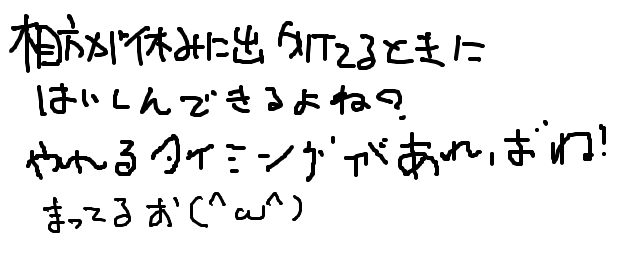 相方が休みに出かけてるときに
はいしんできるよね?
やれるタイミングがあれば、ね!
まってるお(^ω^)